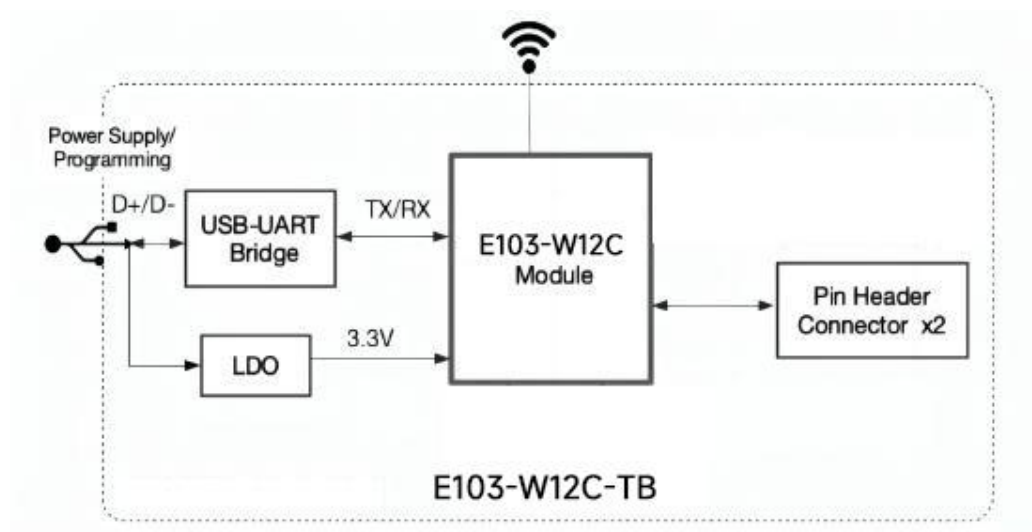 Power Supply/
Programming
D+/D-
USB-UART
Bridge
TX/RX
E103-W12C
Module
Pin Header
Connector x2
LDO
3.3V
E103-W12C-TB